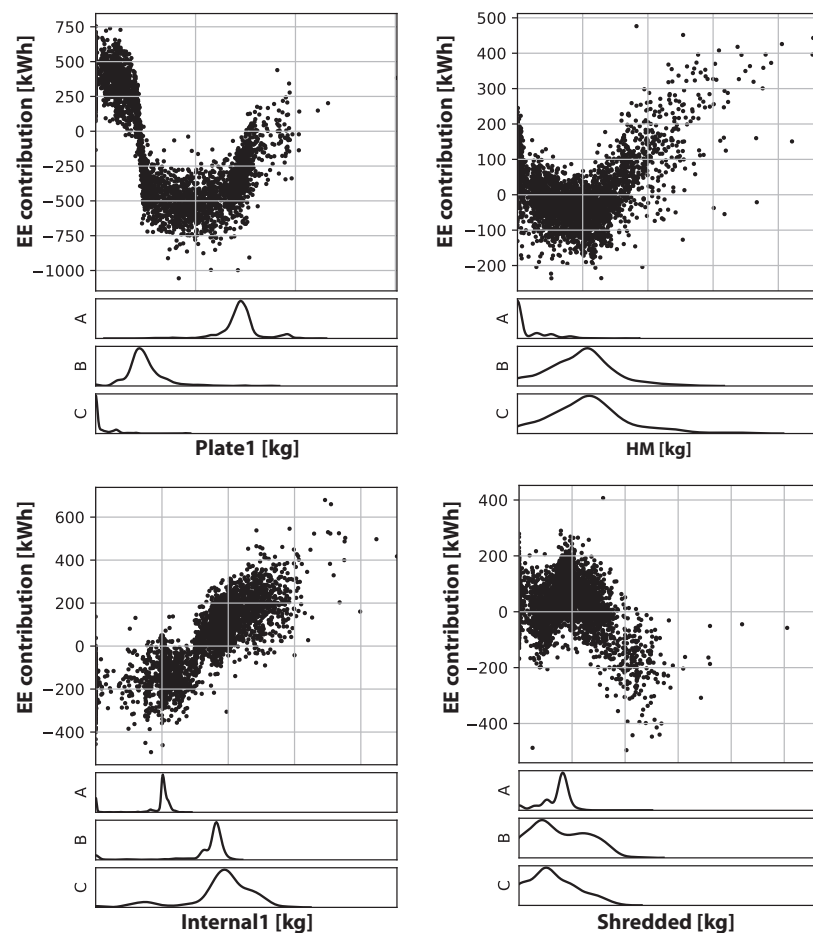 EE contribution [kWh]
750
500
250
0
−250
−500
−750
−1000
A
B
C
Plate1 [kg]
EE contribution [kWh]
500
400
300
200
100
0
−100
−200
A
B
C
HM [kg]
EE contribution [kWh]
600
400
200
0
−200
−400
A
B
C
Internal1 [kg]
EE contribution [kWh]
400
200
0
−200
−400
A
B
C
Shredded [kg]